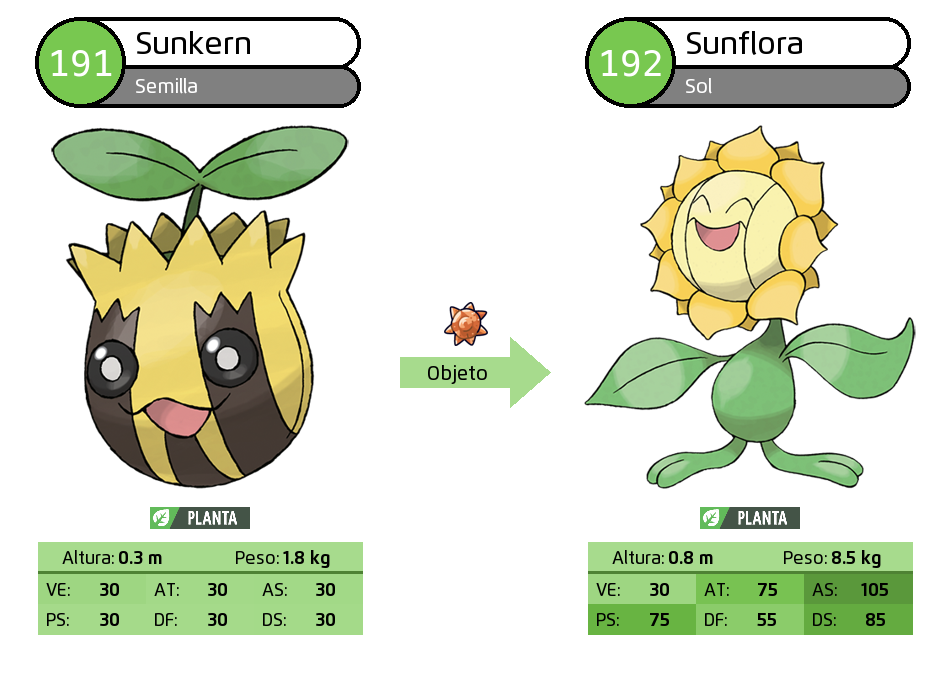 191 Sunkern
Semilla
192 Sunflora
Sol
Objeto
PLANTA
Altura: 0.3 m Peso: 1.8 kg
VE: 30 AT: 30 AS: 30
PS: 30 DF: 30 DS: 30
PLANTA
Altura: 0.8 m Peso: 8.5 kg
VE: 30 AT: 75 AS: 105
PS: 75 DF: 55 DS: 85